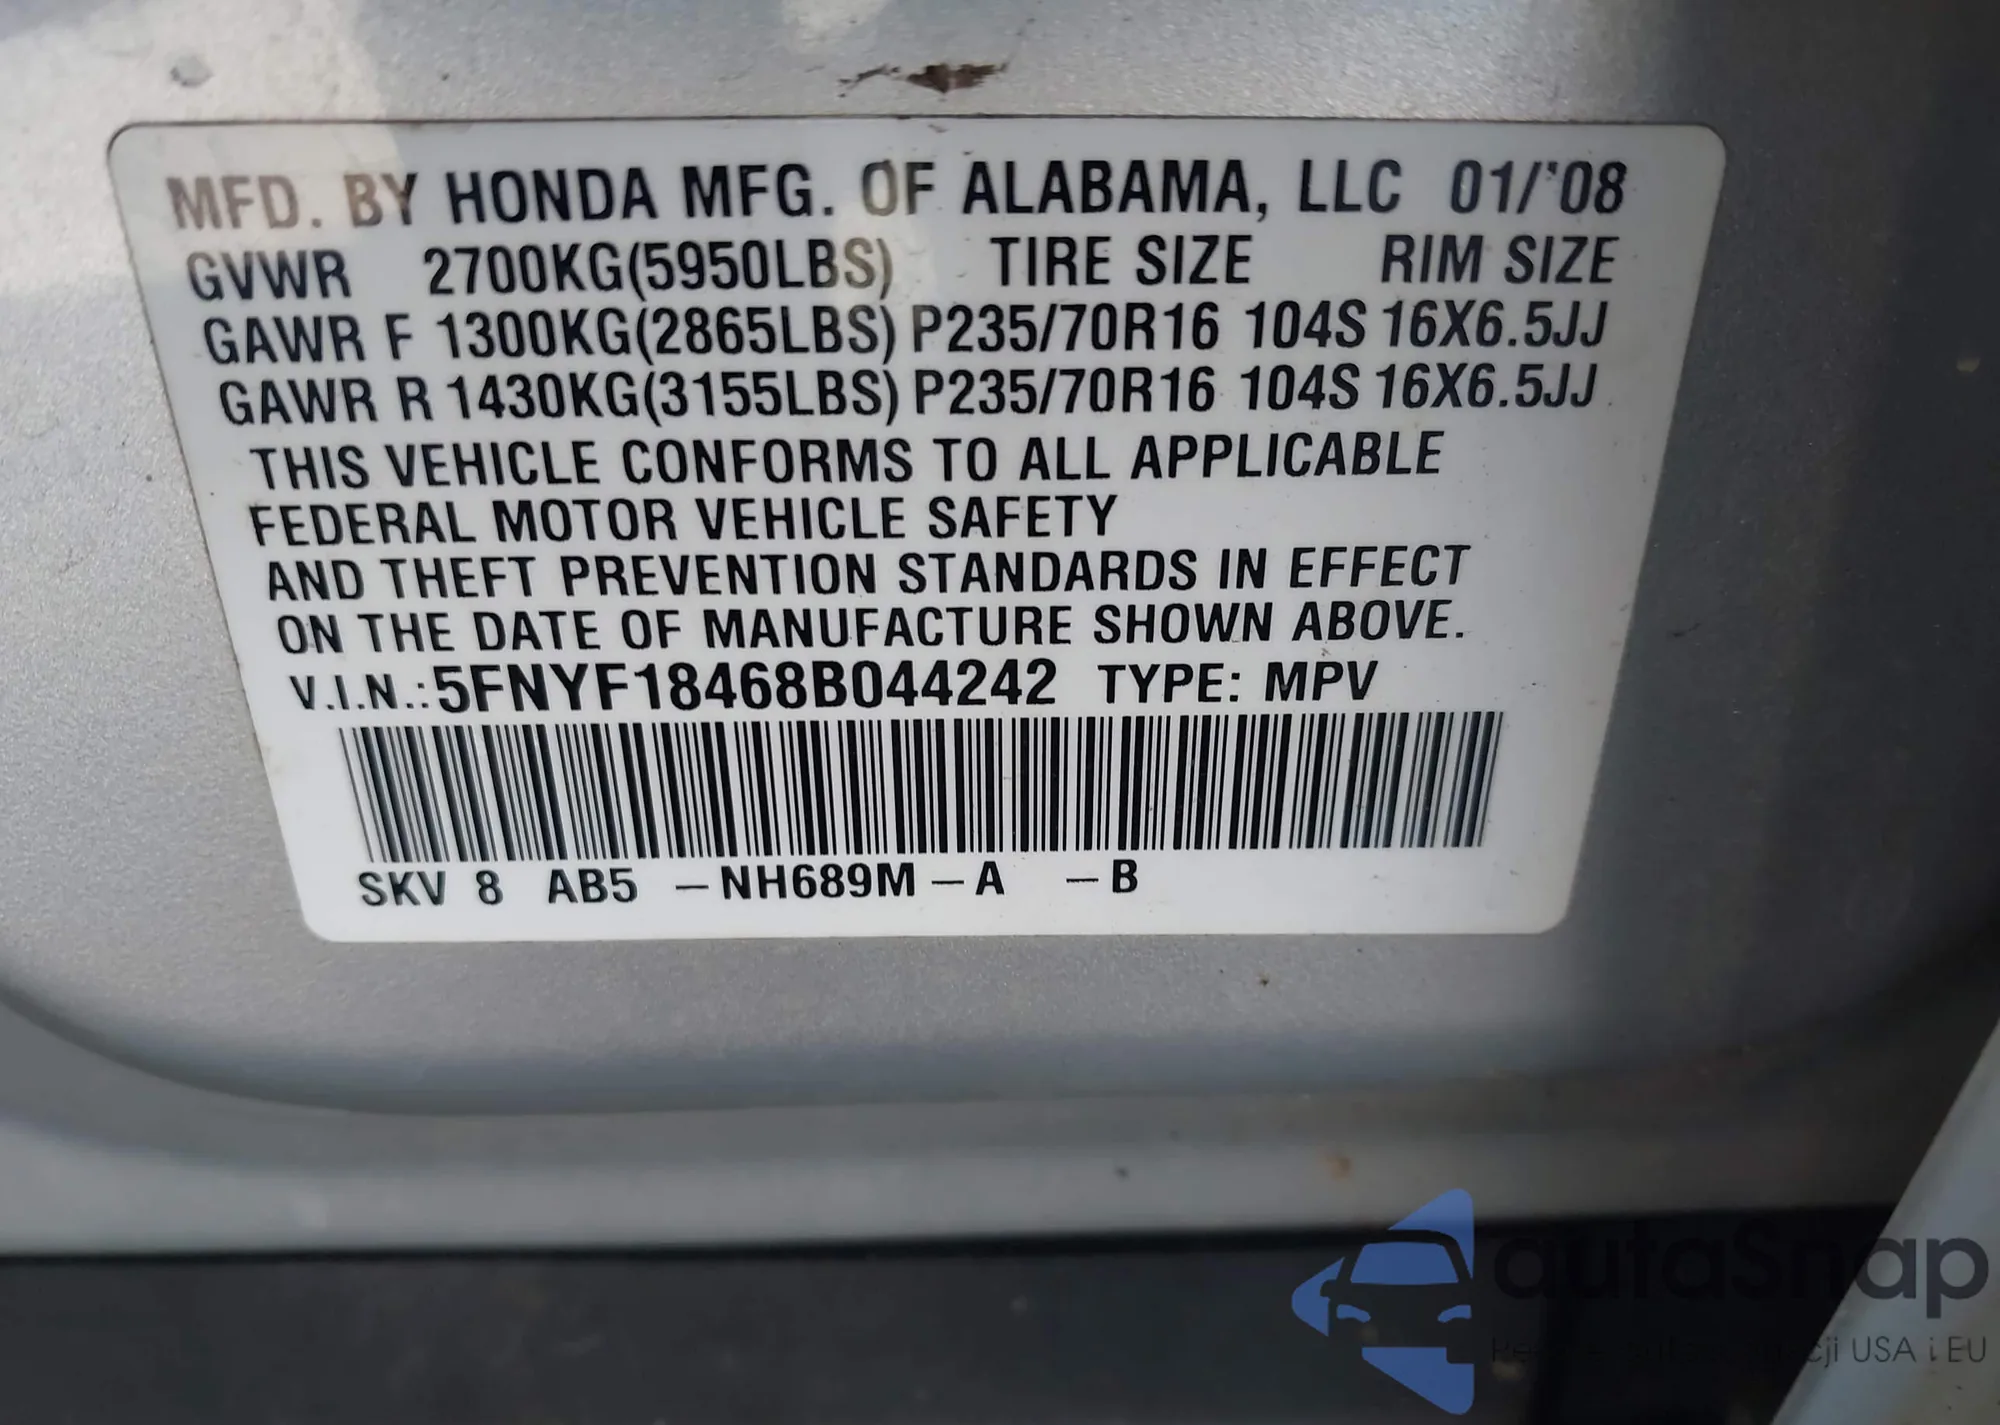 MFD. BY HONDA MFG. OF ALABAMA, LLC 01/'08
GVWR 2700KG(5950LBS) TIRE SIZE RIM SIZE
GAWR F 1300KG(2865LBS) P235/70R16 104S 16X6.5JJ
GAWR R 1430KG(3155LBS) P235/70R16 104S 16X6.5JJ
THIS VEHICLE CONFORMS TO ALL APPLICABLE
FEDERAL MOTOR VEHICLE SAFETY
AND THEFT PREVENTION STANDARDS IN EFFECT
ON THE DATE OF MANUFACTURE SHOWN ABOVE.
V.I.N.: 5FNYF18468B044242 TYPE: MPV
SKV 8 AB5 –NH689M – A – B
autaSnap
USA i EU